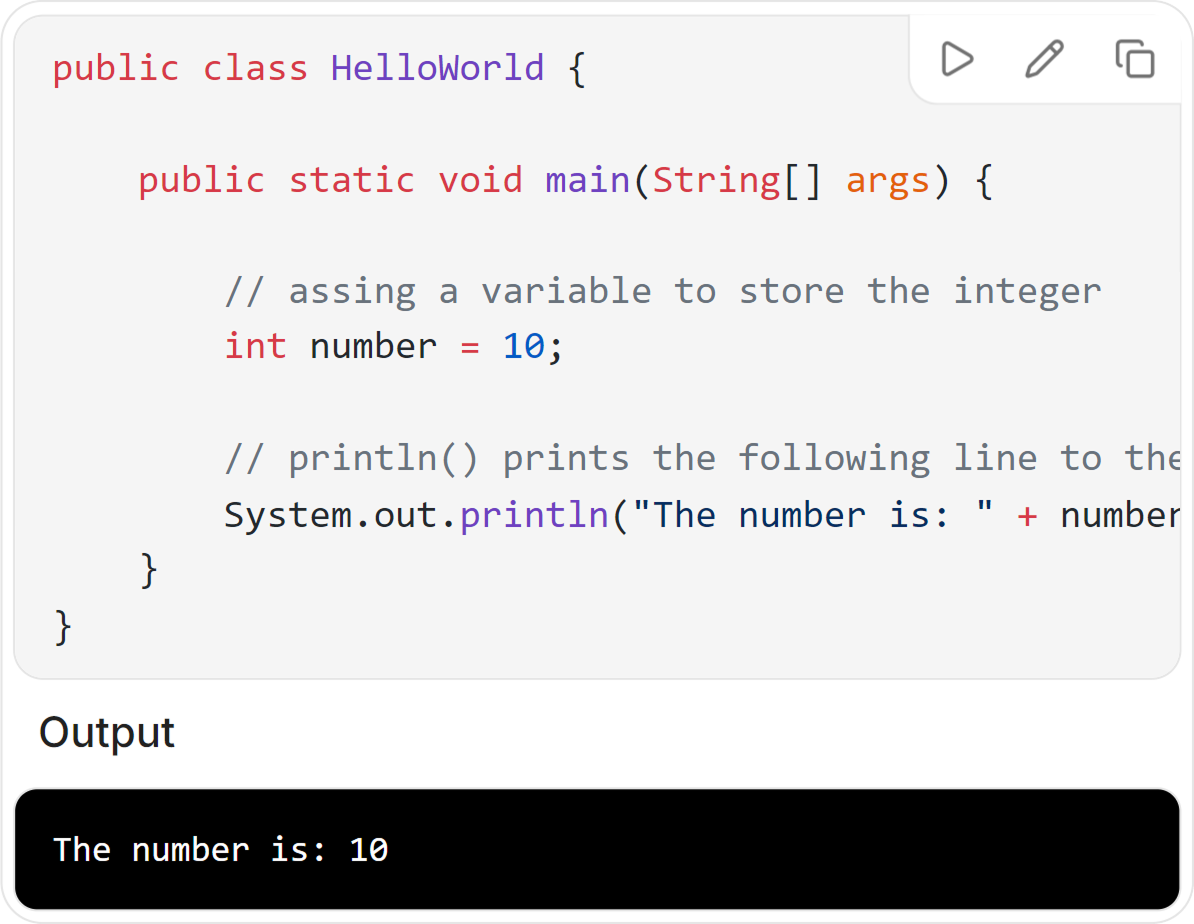 public class HelloWorld {
public static void main(String[] args) {
// assing a variable to store the integer
int number = 10;
// println() prints the following line to the
System.out.println("The number is: " + number
}
}
Output
The number is: 10